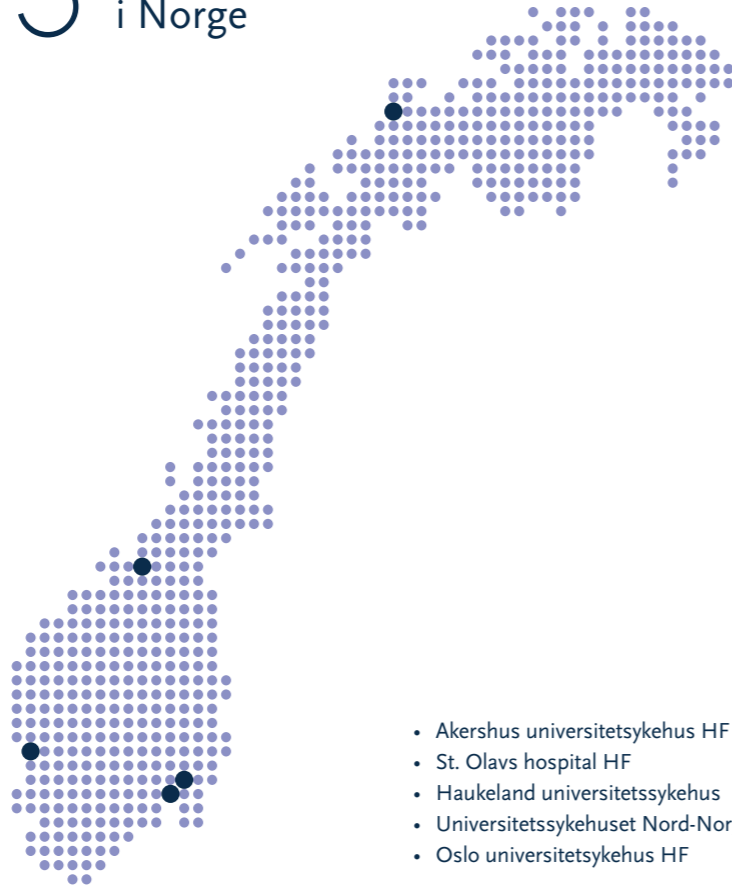 i Norge
Akershus universitetsykehus HF
St. Olavs hospital HF
Haukeland universitetssykehus
Universitetssykehuset Nord-Nor
Oslo universitetsykehus HF